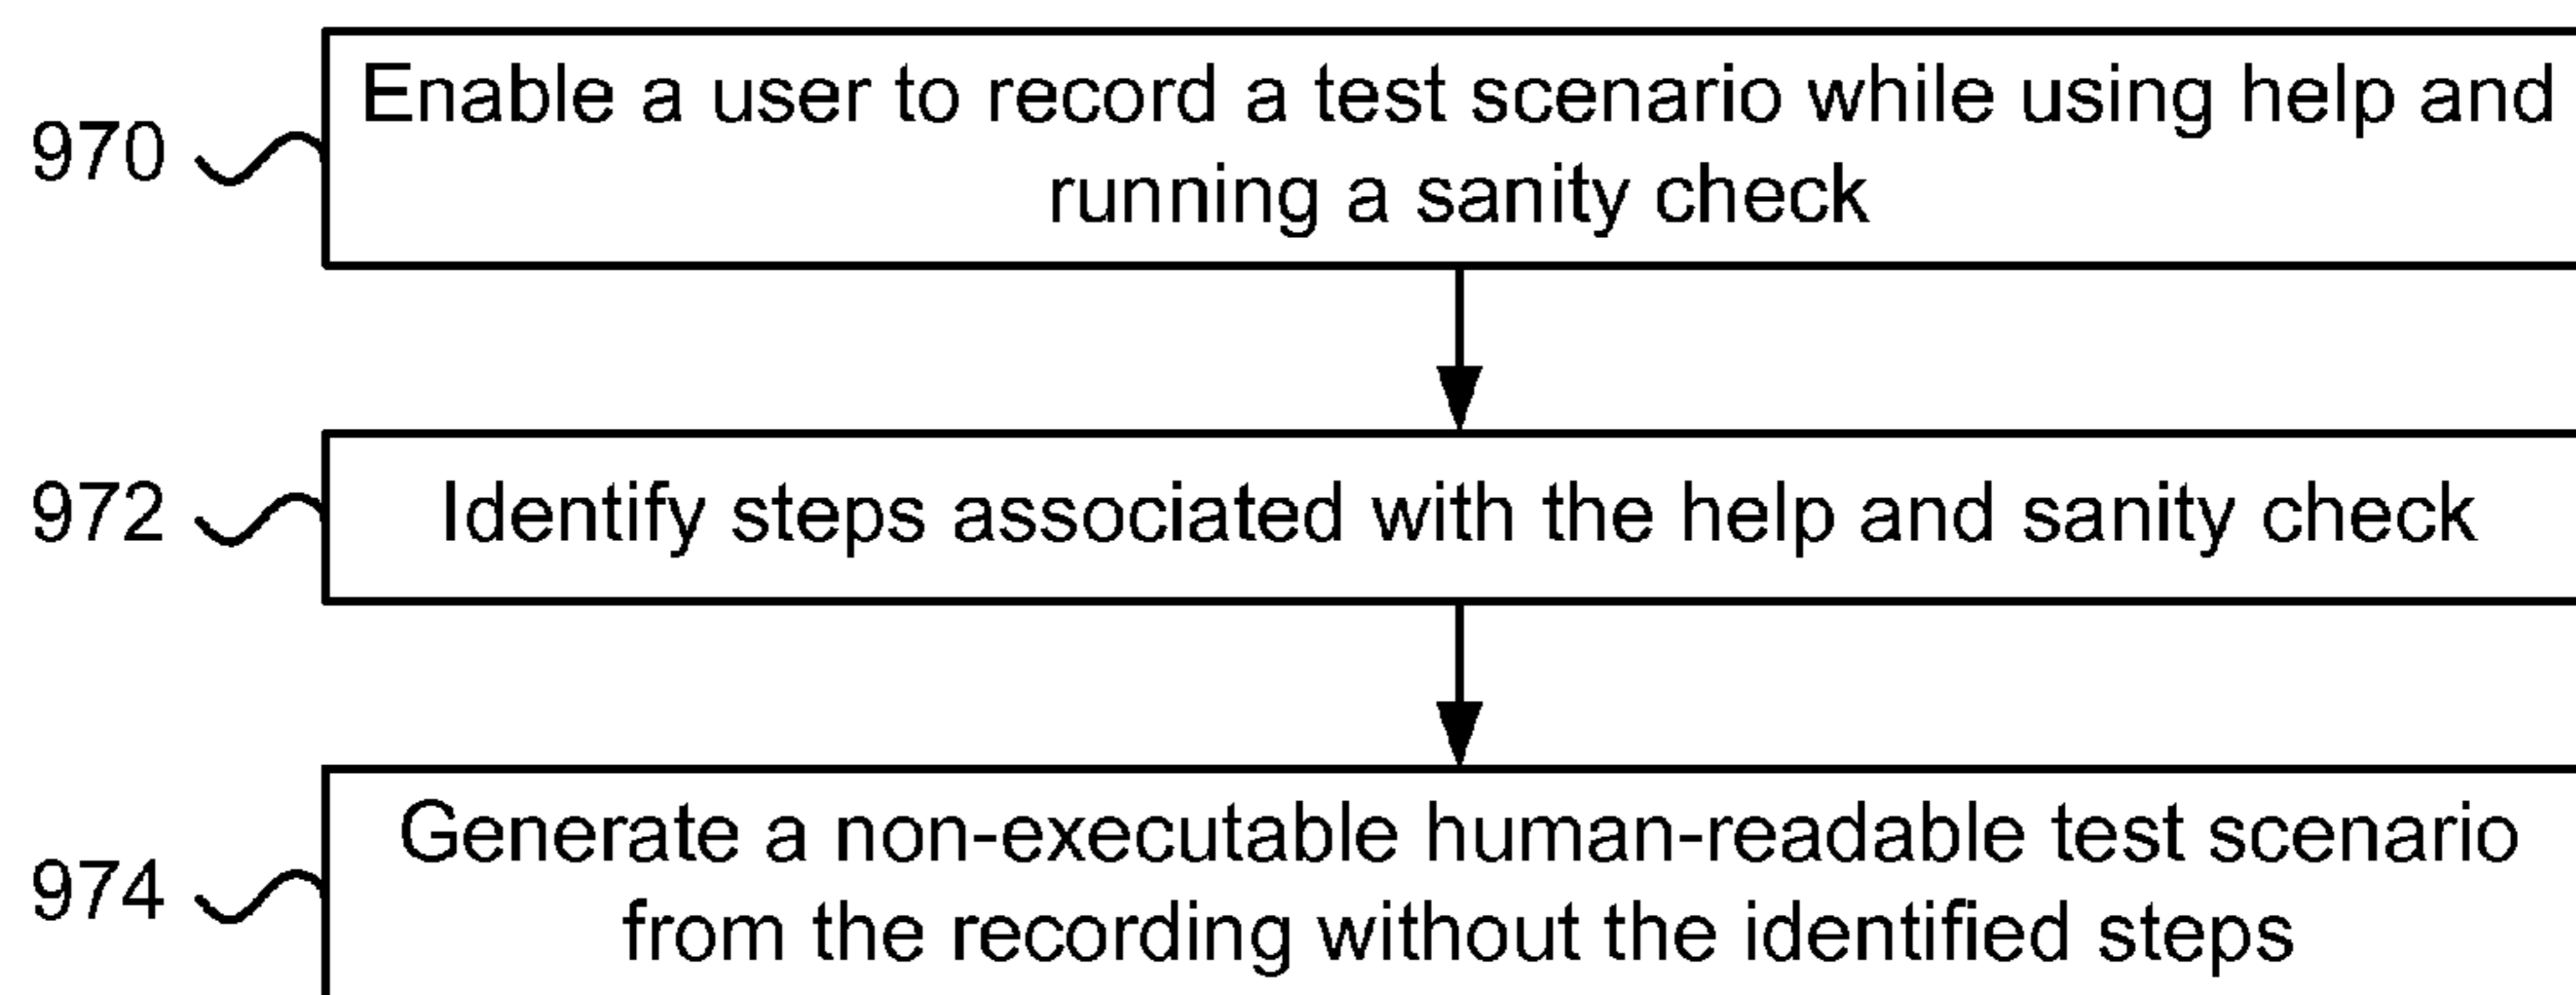 970
Enable a user to record a test scenario while using help and
running a sanity check
972
Identify steps associated with the help and sanity check
974
Generate a non-executable human-readable test scenario
from the recording without the identified steps